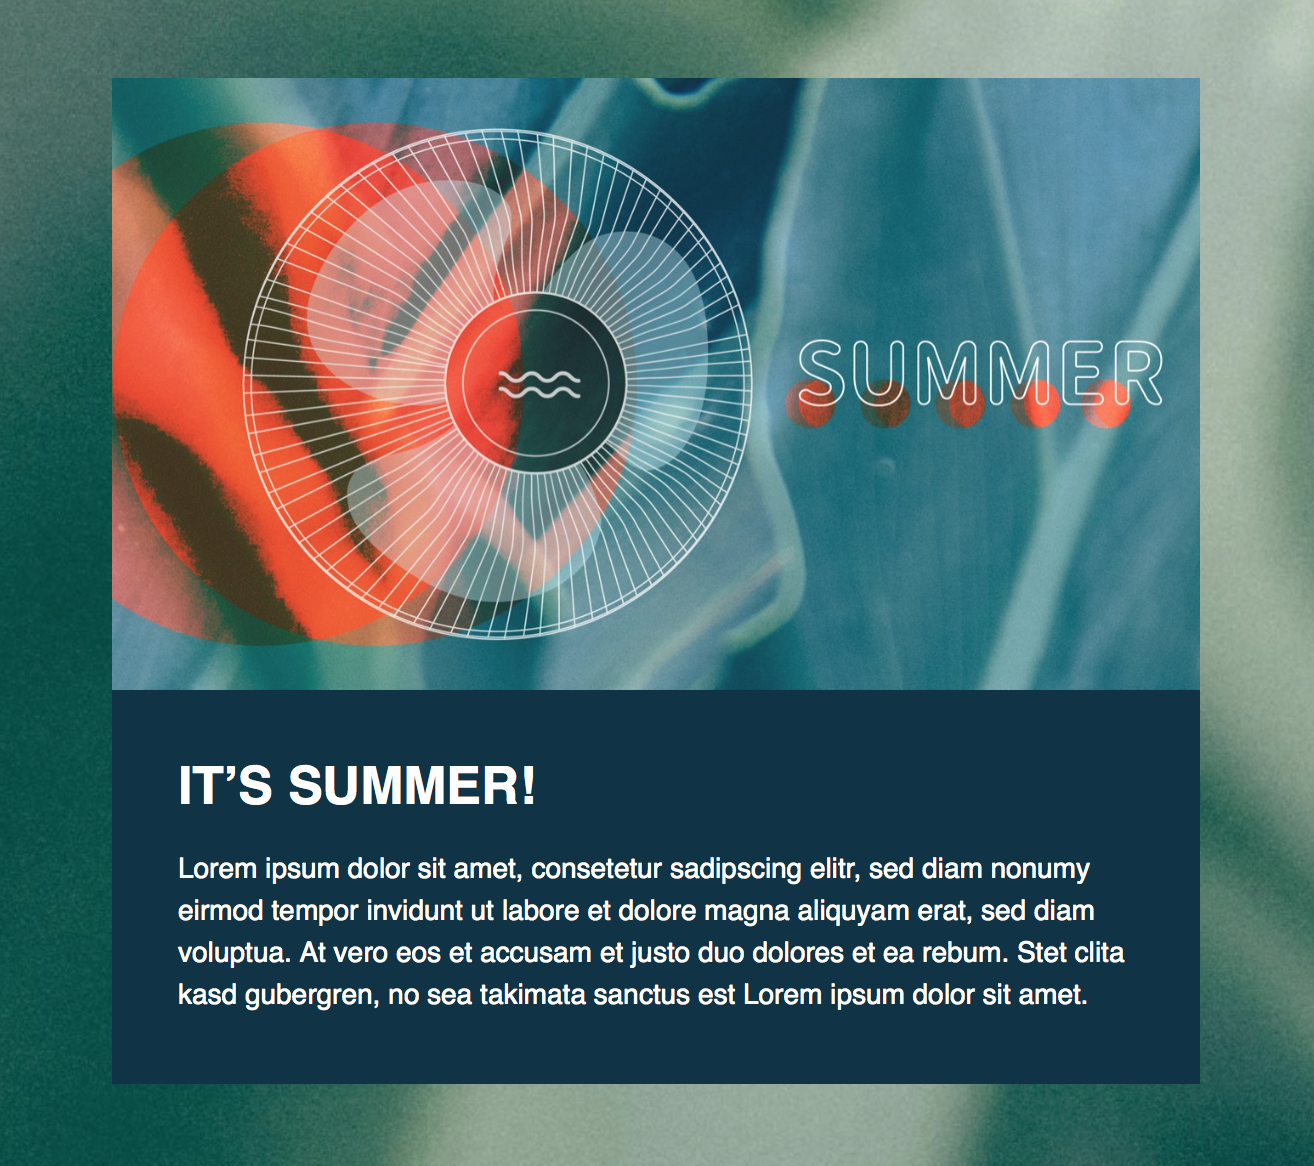 SUMMER
IT’S SUMMER!
Lorem ipsum dolor sit amet, consetetur sadipscing elitr, sed diam nonumy
eirmod tempor invidunt ut labore et dolore magna aliquyam erat, sed diam
voluptua. At vero eos et accusam et justo duo dolores et ea rebum. Stet clita
kasd gubergren, no sea takimata sanctus est Lorem ipsum dolor sit amet.